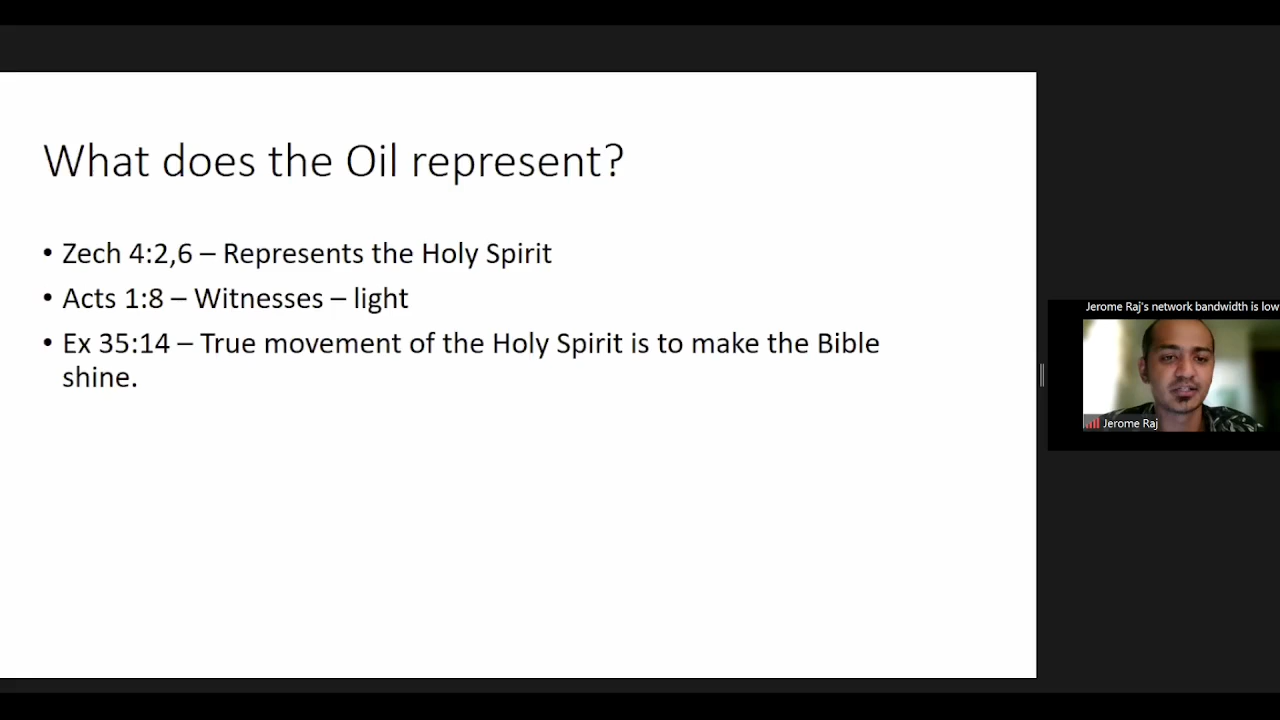 What does the Oil represent?
• Zech 4:2,6 – Represents the Holy Spirit
• Acts 1:8 – Witnesses – light
• Ex 35:14 – True movement of the Holy Spirit is to make the Bible
shine.
Jerome Raj's network bandwidth is low
Jerome Raj